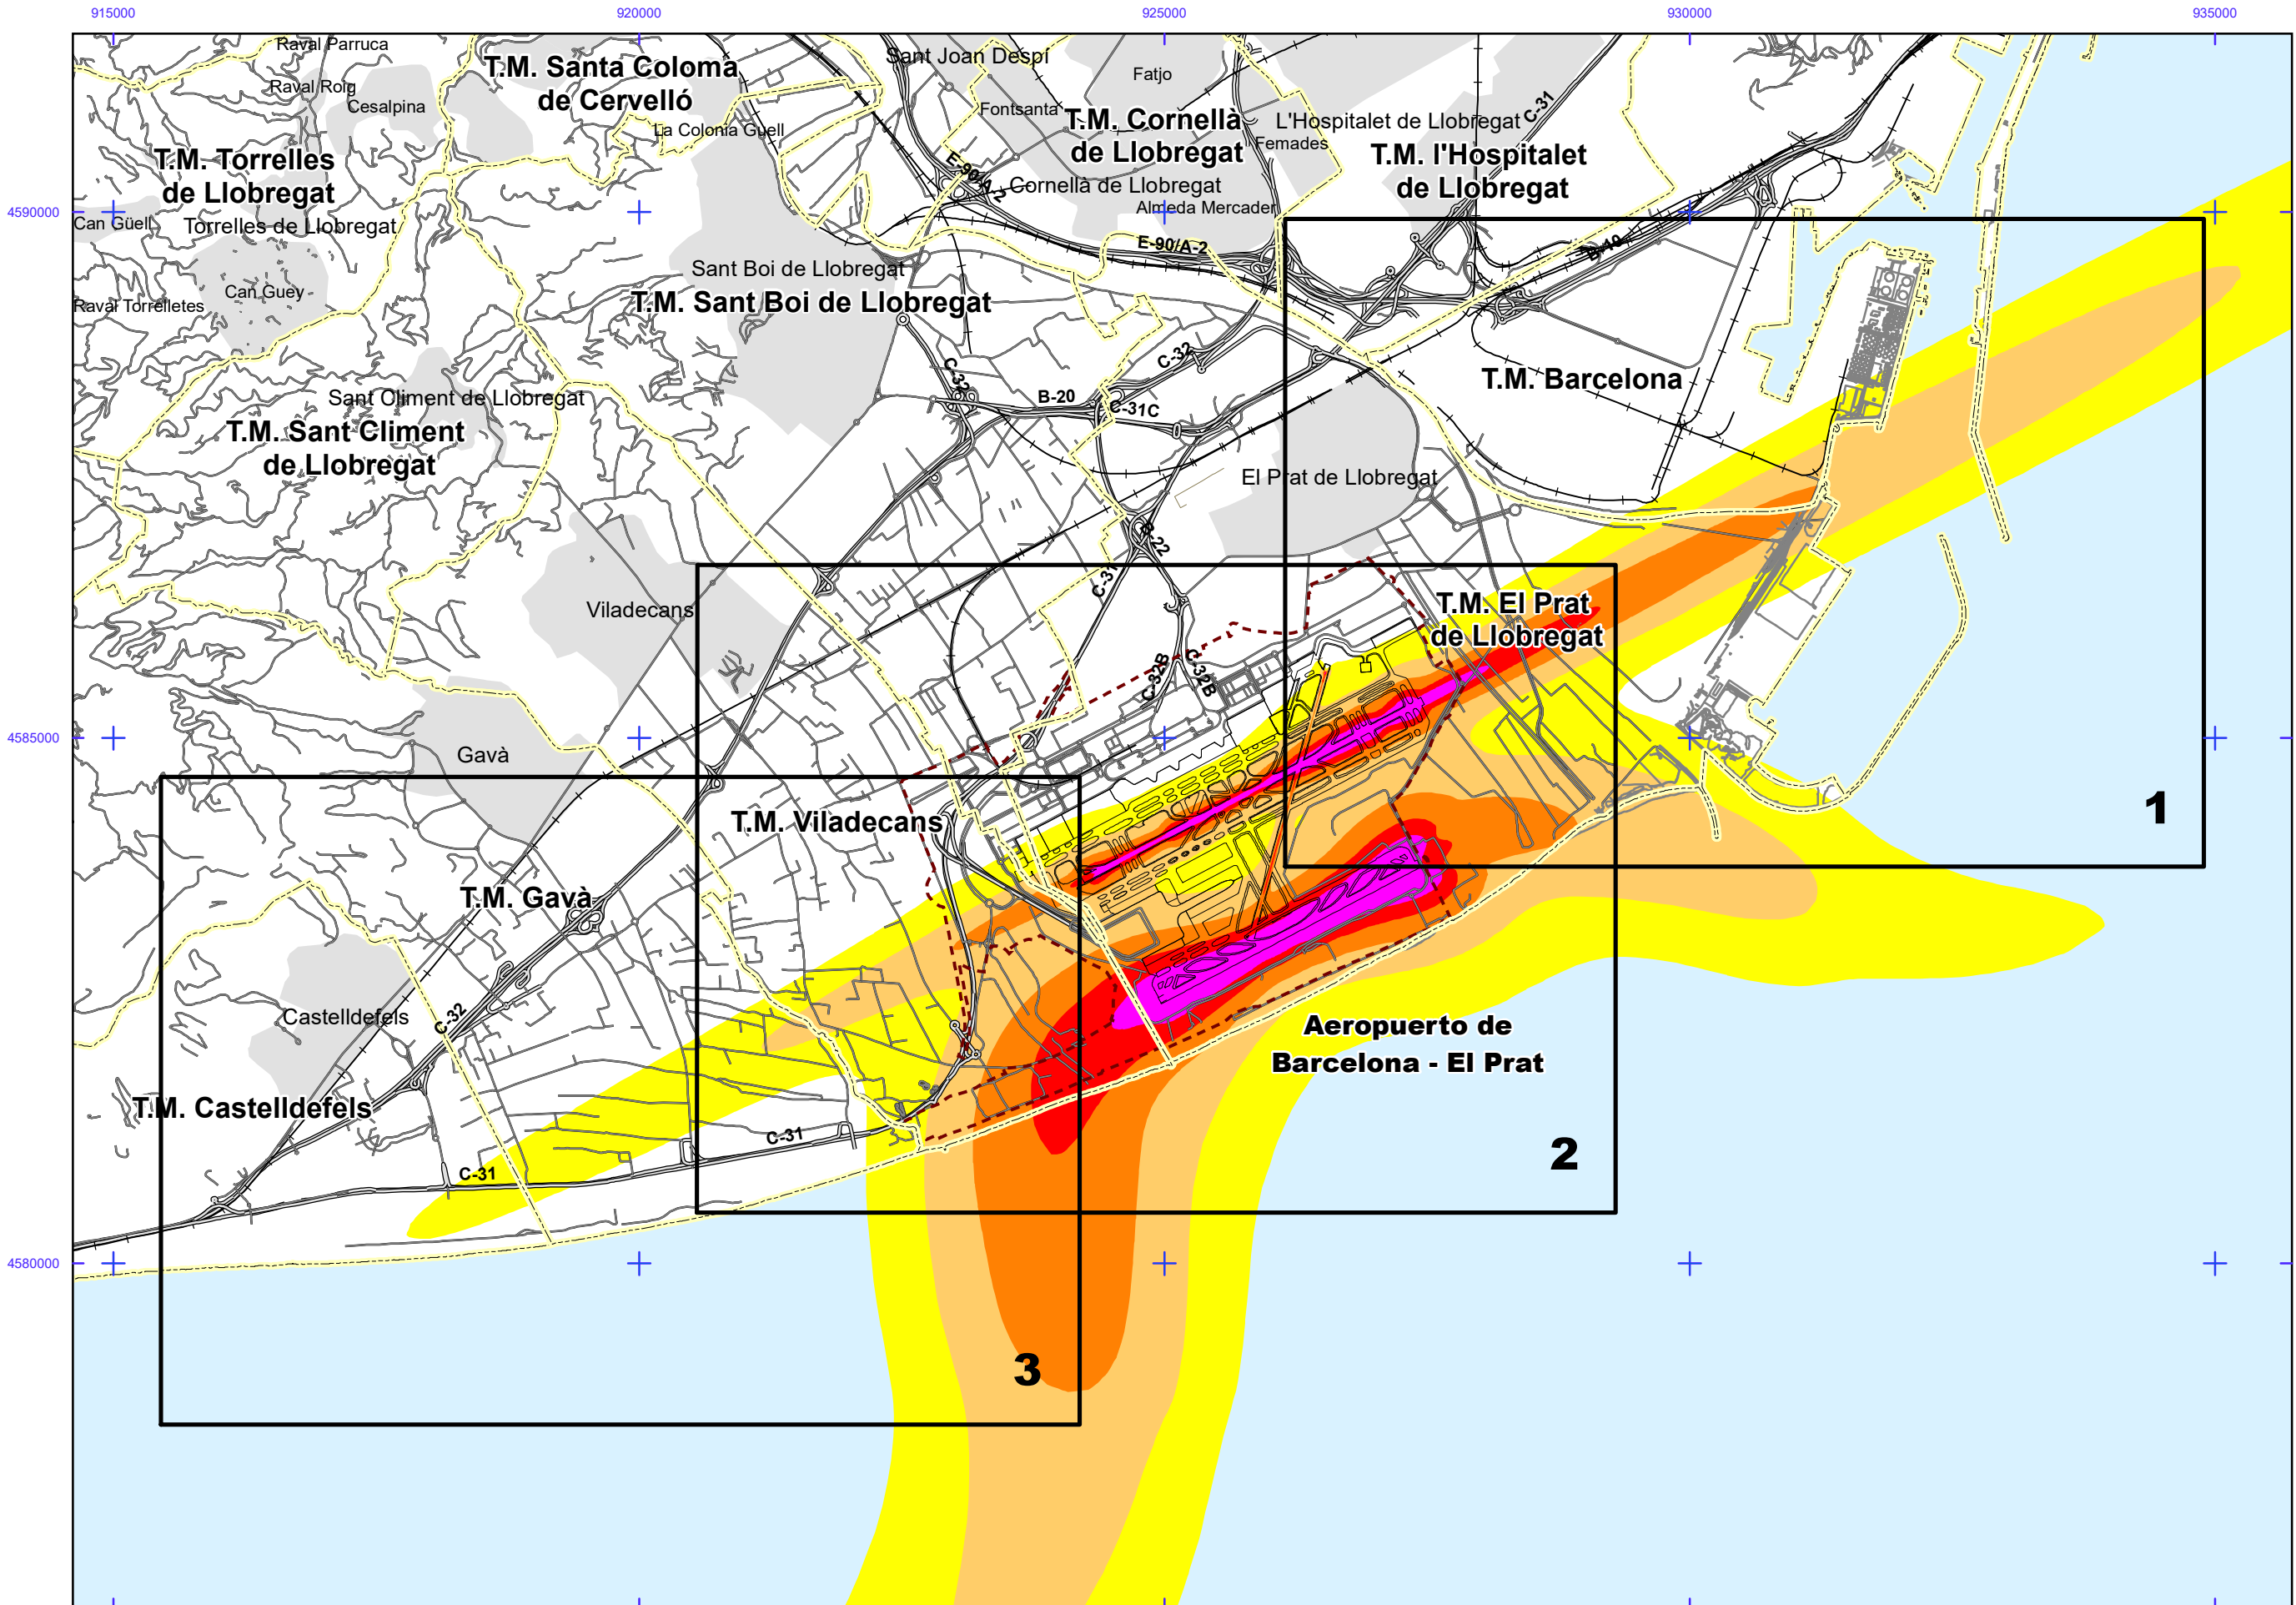 915000
920000
925000
930000
935000
Raval Parruca
T.M. Santa Coloma
de Cervelló
Sant Joan Despí
Fatjo
Raval Roig
Cesalpina
Fontsanta
T.M. Cornellà
de Llobregat
L'Hospitalet de Llobregat
C-31
La Colonia Guell
Femades
T.M. Torrelles
de Llobregat
T.M. l'Hospitalet
de Llobregat
E-90/A-2
Cornellà de Llobregat
Almeda Mercader
4590000
Can Güell
Torrelles de Llobregat
E-90/A-2
B-10
Sant Boi de Llobregat
T.M. Sant Boi de Llobregat
Can Guey
Raval Torrelletes
C-32
C-32
T.M. Barcelona
Sant Climent de Llobregat
B-20
C-31C
T.M. Sant Climent
de Llobregat
El Prat de Llobregat
B-22
C-31
Viladecans
T.M. El Prat
de Llobregat
C-32B
C-32B
4585000
Gavà
1
T.M. Viladecans
T.M. Gavà
Castelldefels
C-32
Aeropuerto de
Barcelona - El Prat
T.M. Castelldefels
C-31
2
C-31
4580000
3